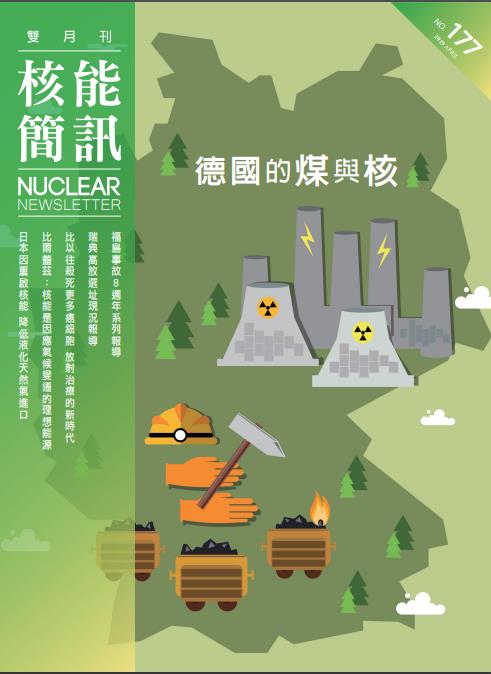 雙月刊
核能
簡訊
NUCLEAR
NEWSLETTER
NO. 177
2019 APRIL
德國的煤與核
福島事故8週年系列報導
瑞典高放選址現況報導
比以往殺死更多癌細胞 放射治療的新時代
比爾蓋茲：核能是因應氣候變遷的理想能源
日本因重啟核能 降低液化天然氣進口